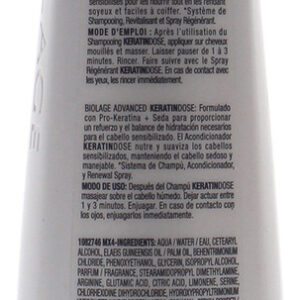 sensibilisés pour les nourrir tout en les rendant
soyeux et faciles à coiffer. *Système de
Shampooing, Revitalisant et Spray Régénérant.
MODE D'EMPLOI : Après l'utilisation du
Shampooing KERATINDOSE, appliquer sur cheveux
mouillés et masser. Laisser pauser de 1 à 3
minutes. Rincer. Faire suivre avec le Spray
Régénérant KERATINDOSE. En cas de contact avec
les yeux, les rincer immédiatement.
BIOLAGE ADVANCED KERATINDOSE: Formulado
con Pro-Keratina + Seda para proporcionar
un refuerzo y el balance de hidratación necesarios
para el cabello sensibilizado. El Acondicionador
KERATINDOSE nutre y suaviza los cabellos
sensibilizados, manteniendo el cabello sedoso y
manejable. *Sistema de Champú, Acondicionador,
y Renewal Spray.
MODO DE USO: Después del Champú KERATINDOSE
masajear sobre el cabello húmedo. Dejar actuar
entre 1 y 3 minutos. Enjuagar. En caso de contacto con
los ojos, enjuagarlos inmediatamente.
1082746 MX4-INGREDIENTS: AQUA / WATER / EAU, CETEARYL
ALCOHOL, ELAEIS GUINEENSIS OIL / PALM OIL, BEHENTRIMONIUM
CHLORIDE, PHENOXYETHANOL, GLYCERIN, ISOPROPYL ALCOHOL,
PARFUM / FRAGRANCE, STEARAMIDOPROPYL DIMETHYLAMINE,
ARGININE, GLUTAMIC ACID, CITRIC ACID, LIMONENE, SERINE,
CHLORHEXIDINE DIHYDROCHLORIDE,